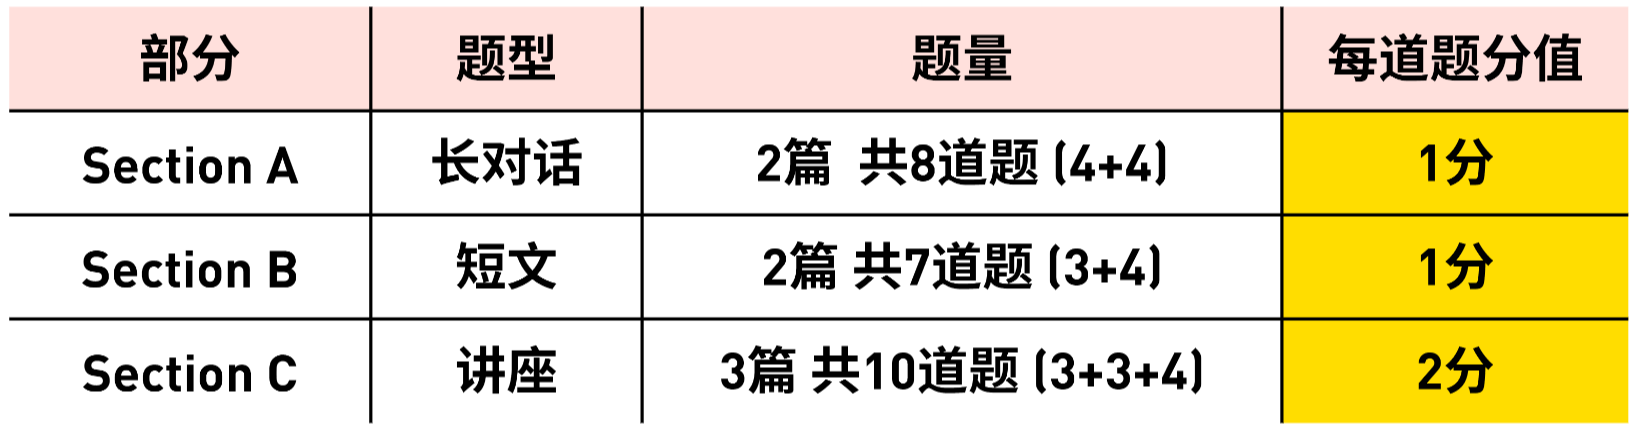 部分 题型 题量 每道题分值
Section A 长对话 2篇 共8道题 (4+4) 1分
Section B 短文 2篇 共7道题 (3+4) 1分
Section C 讲座 3篇 共10道题 (3+3+4) 2分